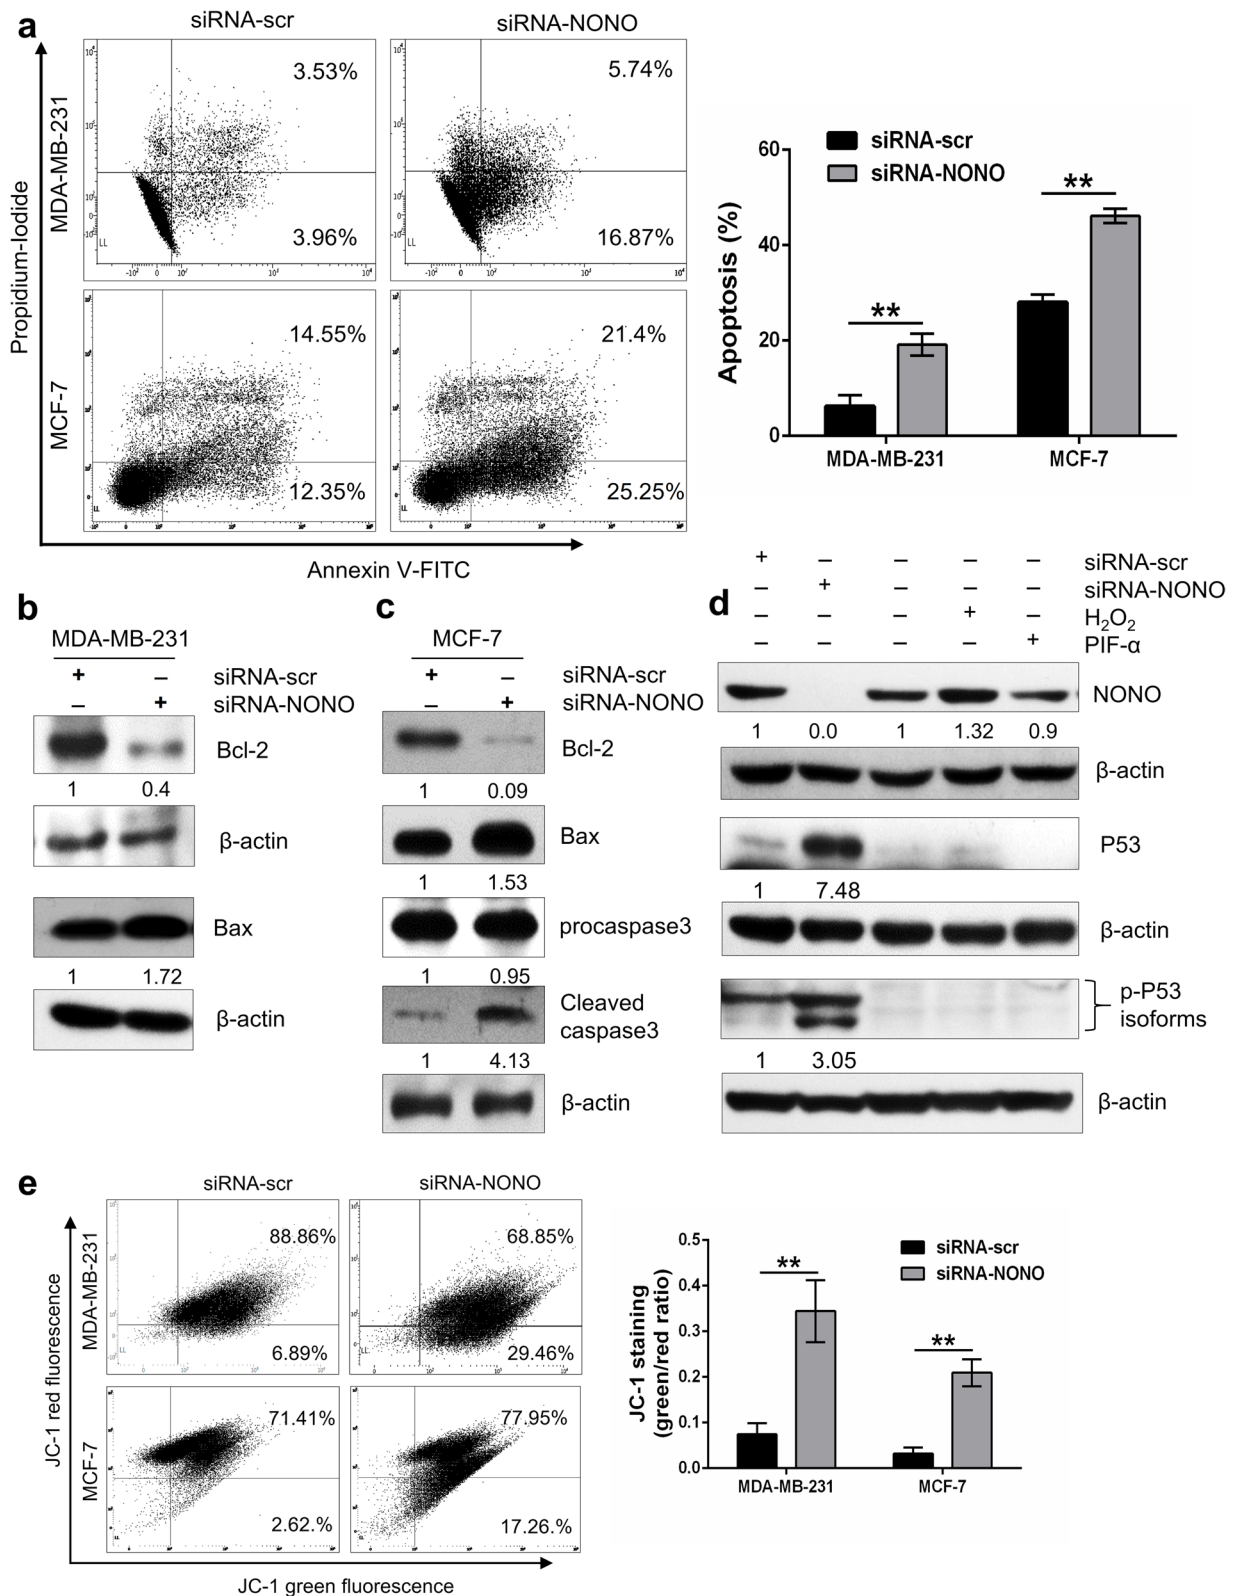 a
siRNA-scr
siRNA-NONO
Propidium-Iodide
MDA-MB-231
3.53%
5.74%
3.96%
16.87%
MCF-7
14.55%
21.4%
12.35%
25.25%
Annexin V-FITC
siRNA-scr
siRNA-NONO
Apoptosis (%)
60
40
20
0
**
**
MDA-MB-231
MCF-7
b
MDA-MB-231
+ – siRNA-scr
– + siRNA-NONO
Bcl-2
1 0.4
β-actin
Bax
1 1.72
β-actin
c
MCF-7
+ – siRNA-scr
– + siRNA-NONO
Bcl-2
1 0.09
Bax
1 1.53
procaspase3
1 0.95
Cleaved
caspase3
1 4.13
β-actin
d
+ – – – – siRNA-scr
– + – – – siRNA-NONO
– – – + – H₂O₂
– – – – + PIF-α
NONO
1 0.0 1 1.32 0.9
β-actin
P53
1 7.48
β-actin
p-P53
isoforms
1 3.05
β-actin
e
siRNA-scr
siRNA-NONO
JC-1 red fluorescence
MDA-MB-231
88.86%
68.85%
6.89%
29.46%
MCF-7
71.41%
77.95%
2.62.%
17.26.%
JC-1 green fluorescence
siRNA-scr
siRNA-NONO
JC-1 staining
(green/red ratio)
0.5
0.4
0.3
0.2
0.1
0.0
**
**
MDA-MB-231
MCF-7